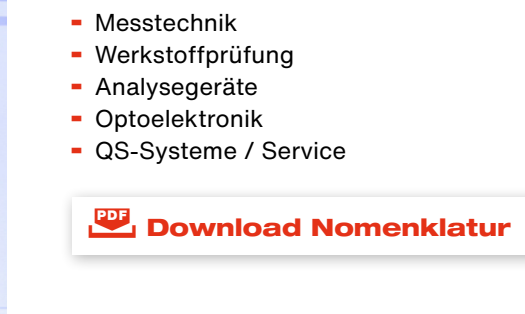 - Messtechnik
- Werkstoffprüfung
- Analysegeräte
- Optoelektronik
- QS-Systeme / Service
PDF Download Nomenklatur